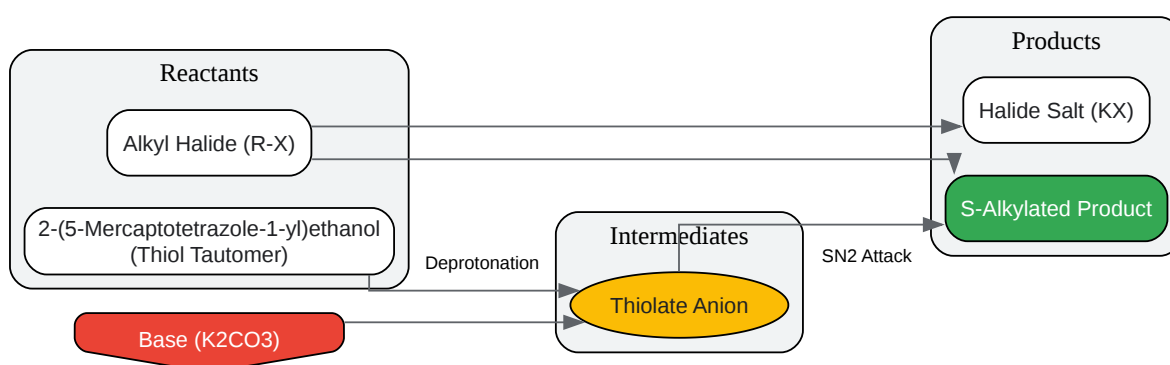 Reactants
Alkyl Halide (R-X)
2-(5-Mercaptotetrazole-1-yl)ethanol
(Thiol Tautomer)
Base (K2CO3)
Deprotonation
Intermediates
Thiolate Anion
SN2 Attack
Products
Halide Salt (KX)
S-Alkylated Product